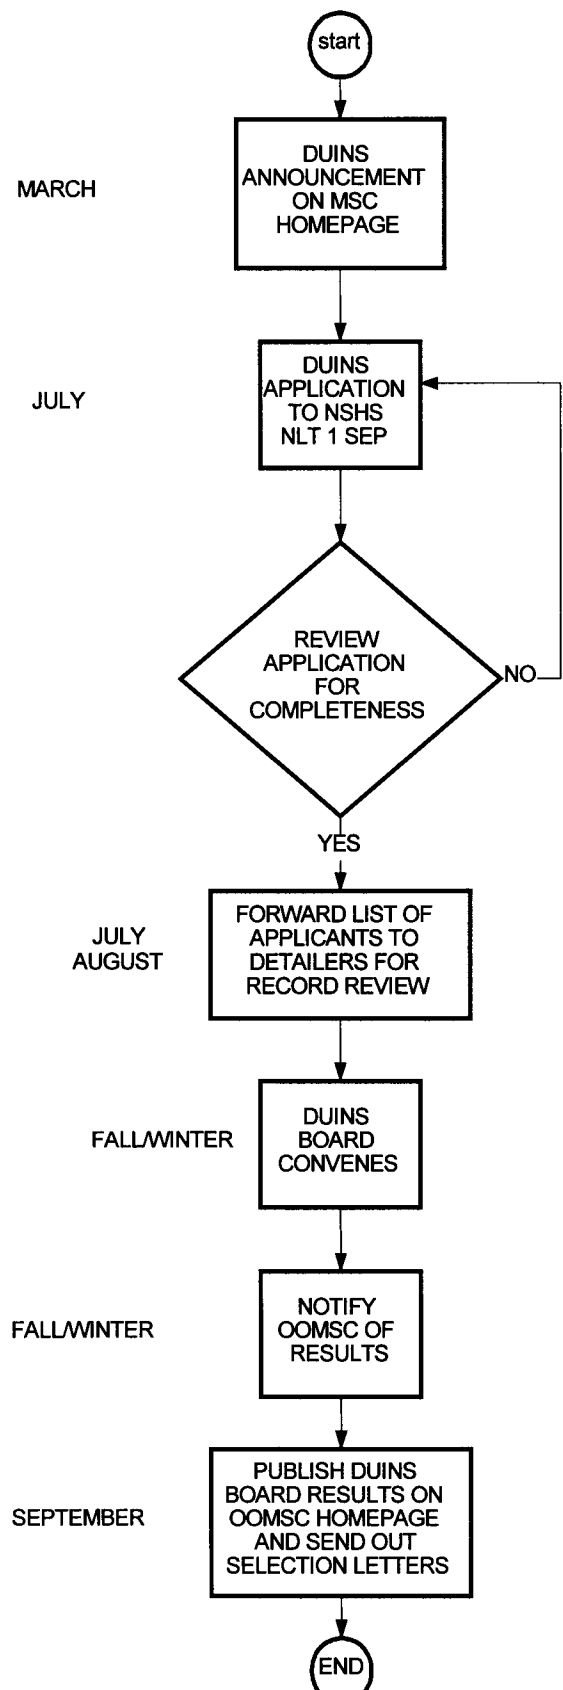 start
MARCH
DUINS
ANNOUNCEMENT
ON MSC
HOMEPAGE
JULY
DUINS
APPLICATION
TO NSHS
NLT 1 SEP
REVIEW
APPLICATION
FOR
COMPLETENESS
NO
YES
JULY
AUGUST
FORWARD LIST OF
APPLICANTS TO
DETAILERS FOR
RECORD REVIEW
FALL/WINTER
DUINS
BOARD
CONVENES
FALL/WINTER
NOTIFY
OOMSC OF
RESULTS
SEPTEMBER
PUBLISH DUINS
BOARD RESULTS ON
OOMSC HOMEPAGE
AND SEND OUT
SELECTION LETTERS
END